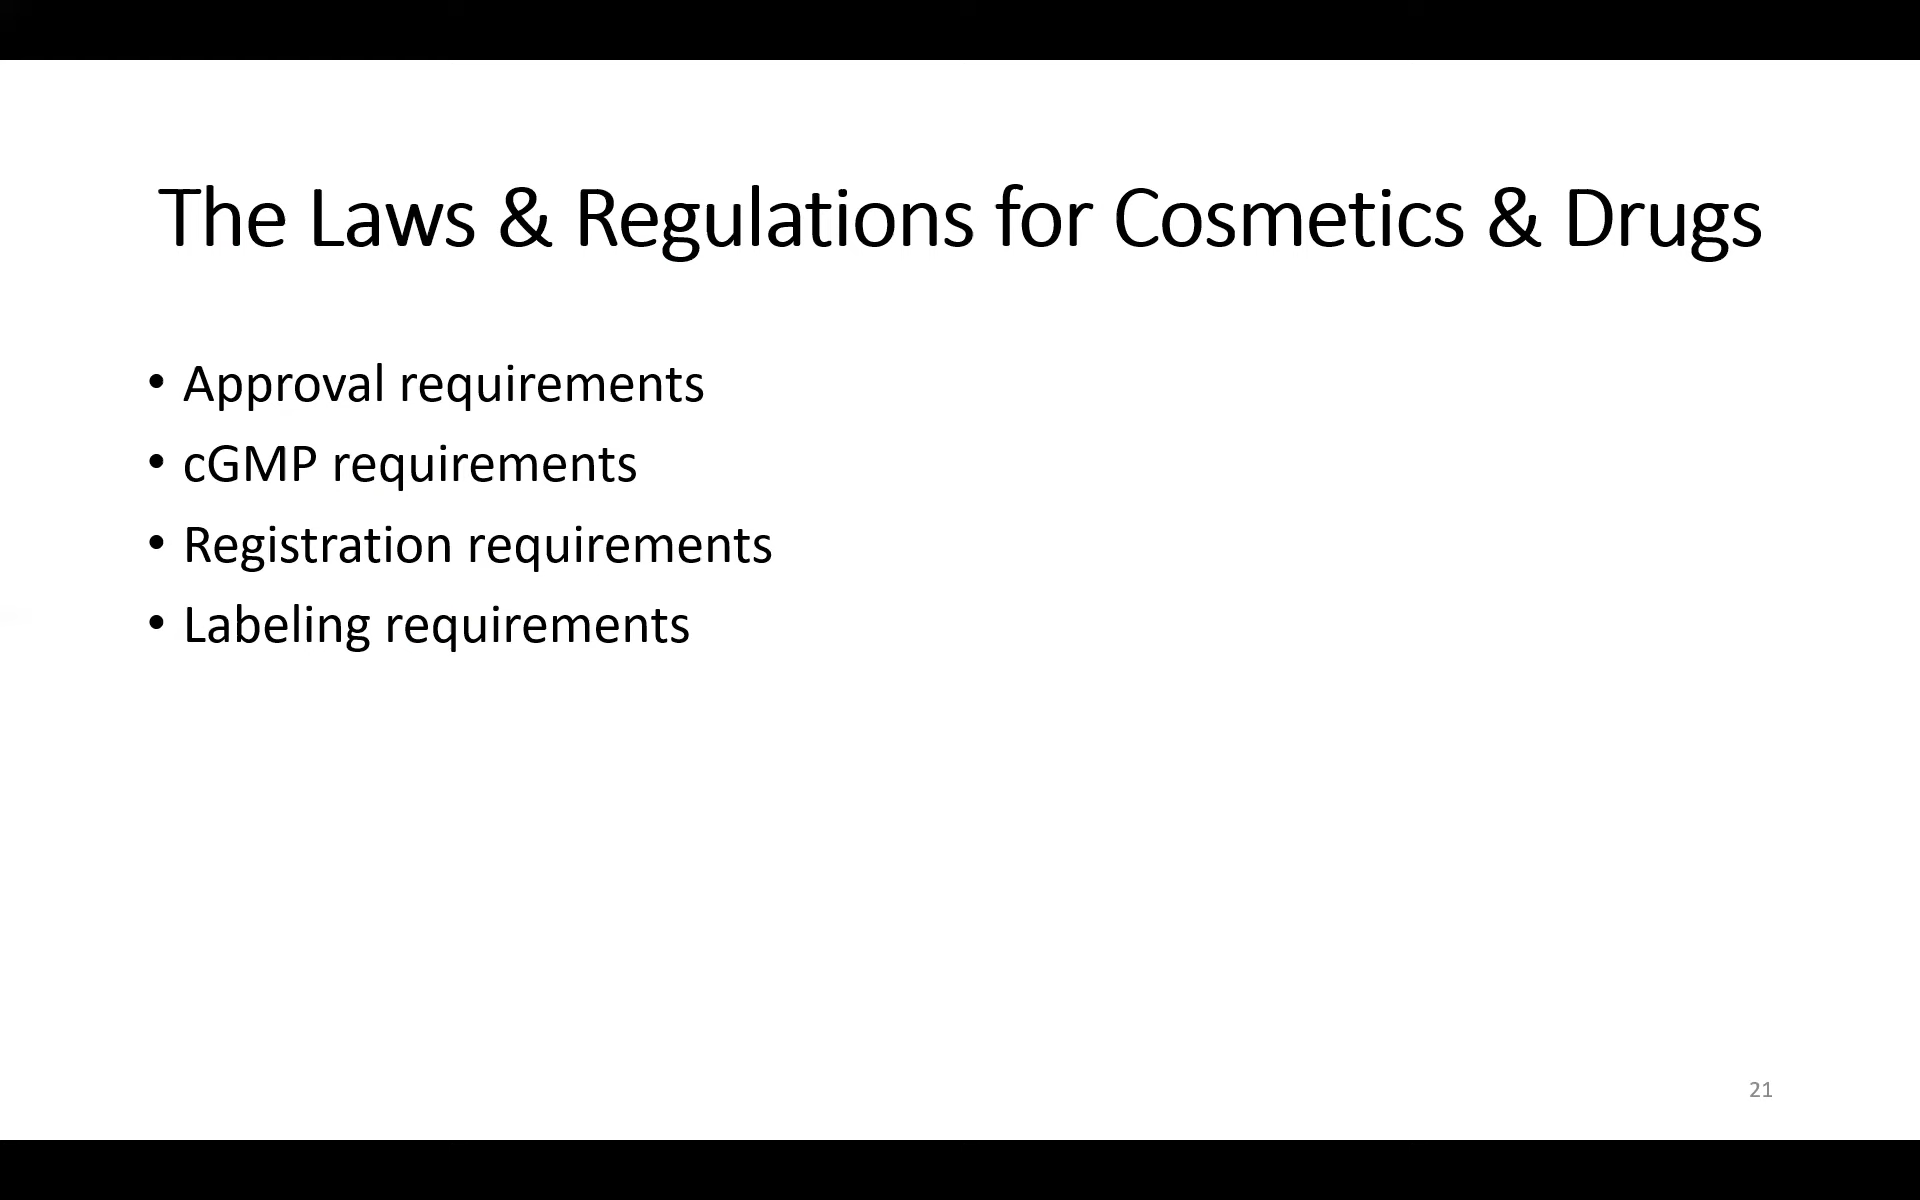 The Laws & Regulations for Cosmetics & Drugs
• Approval requirements
• cGMP requirements
• Registration requirements
• Labeling requirements
21